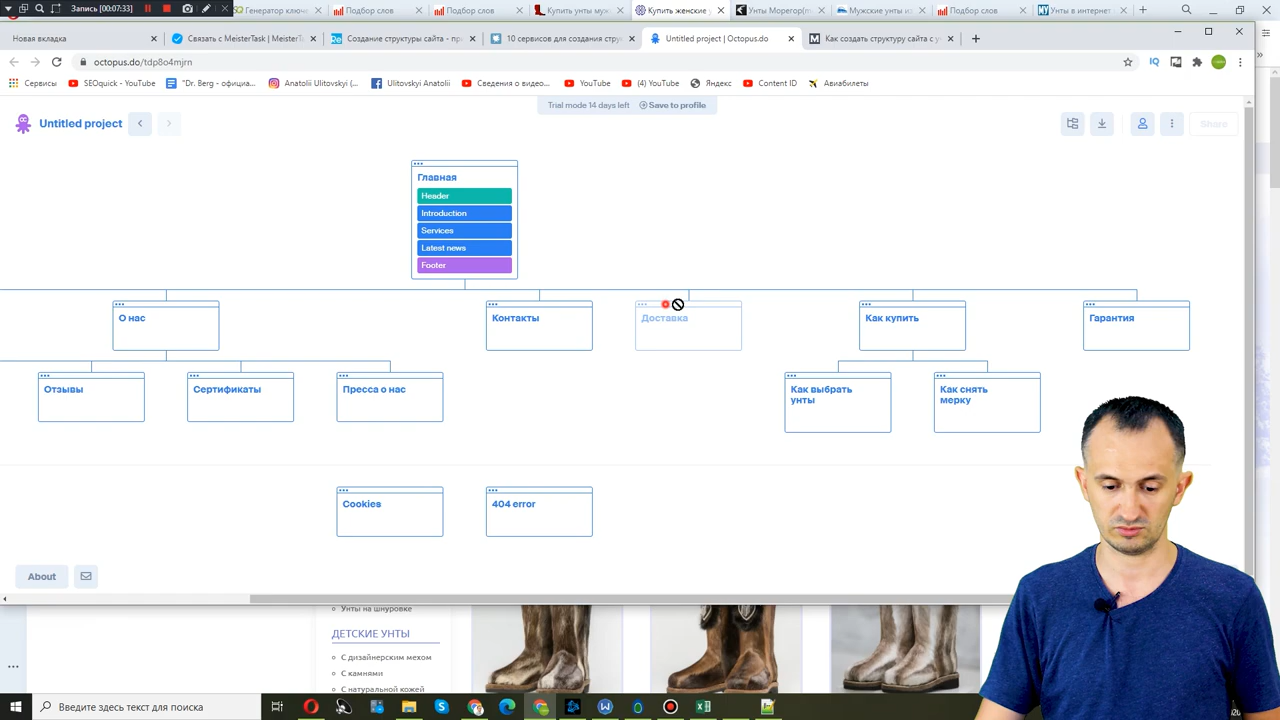 Запись [00:07:33]
Генератор ключе
Подбор слов
Подбор слов
Купить унты муж
Купить женские
Унты Морегор(m
Мужские унты из
Подбор слов
Унты в интернет
Новая вкладка
Связать с MeisterTask | MeisterT
Создание структуры сайта - пр
10 сервисов для создания струк
Untitled project | Octopus.do
Как создать структуру сайта с у
octopus.do/tdp8o4mjrn
Сервисы
SEOquick - YouTube
"Dr. Berg - официа...
Anatolii Ulitovskyi (...
Ulitovskyi Anatolii
Сведения о видео...
YouTube
(4) YouTube
Яндекс
Content ID
Авиабилеты
Trial mode 14 days left
Save to profile
Untitled project
Share
Главная
Header
Introduction
Services
Latest news
Footer
О нас
Контакты
Доставка
Как купить
Гарантия
Отзывы
Сертификаты
Пресса о нас
Как выбрать
унты
Как снять
мерку
Cookies
404 error
About
Унты на шнуровке
ДЕТСКИЕ УНТЫ
С дизайнерским мехом
С камнями
С натуральной кожей
Введите здесь текст для поиска